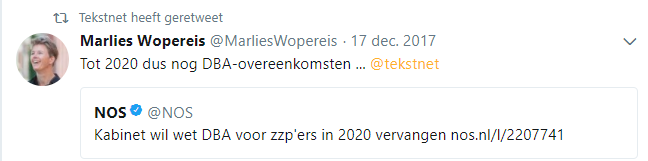 Tekstnet heeft geretweet
Marlies Wopereis @MarliesWopereis · 17 dec. 2017
Tot 2020 dus nog DBA-overeenkomsten ... @tekstnet
NOS @NOS
Kabinet wil wet DBA voor zzp'ers in 2020 vervangen nos.nl/l/2207741